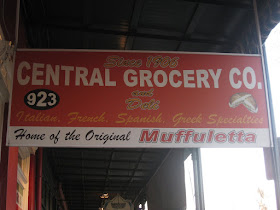 Since 1906
CENTRAL GROCERY CO.
923
and
Deli
Italian, French, Spanish, Greek Specialties
Home of the Original Muffuletta